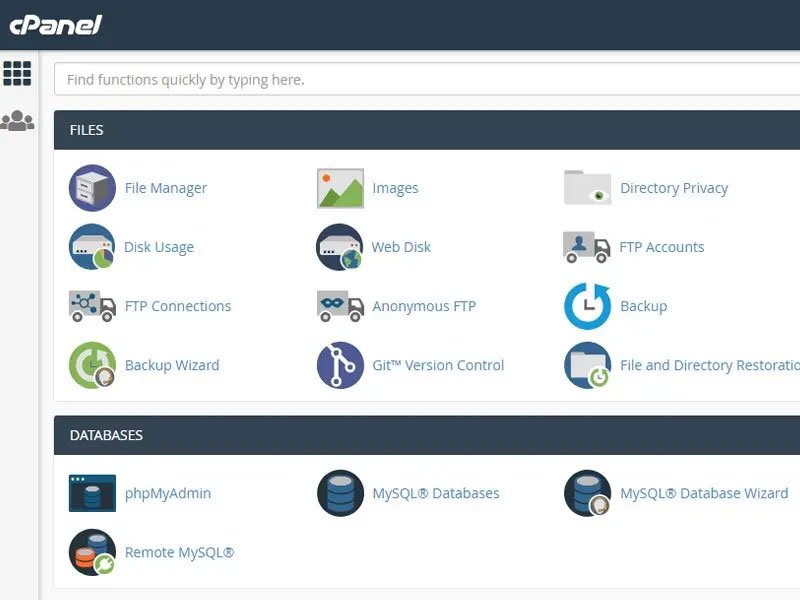 cPanel
Find functions quickly by typing here.
FILES
File Manager
Images
Directory Privacy
Disk Usage
Web Disk
FTP Accounts
FTP Connections
Anonymous FTP
Backup
Backup Wizard
Git™ Version Control
File and Directory Restoratio
DATABASES
phpMyAdmin
MySQL® Databases
MySQL® Database Wizard
Remote MySQL®